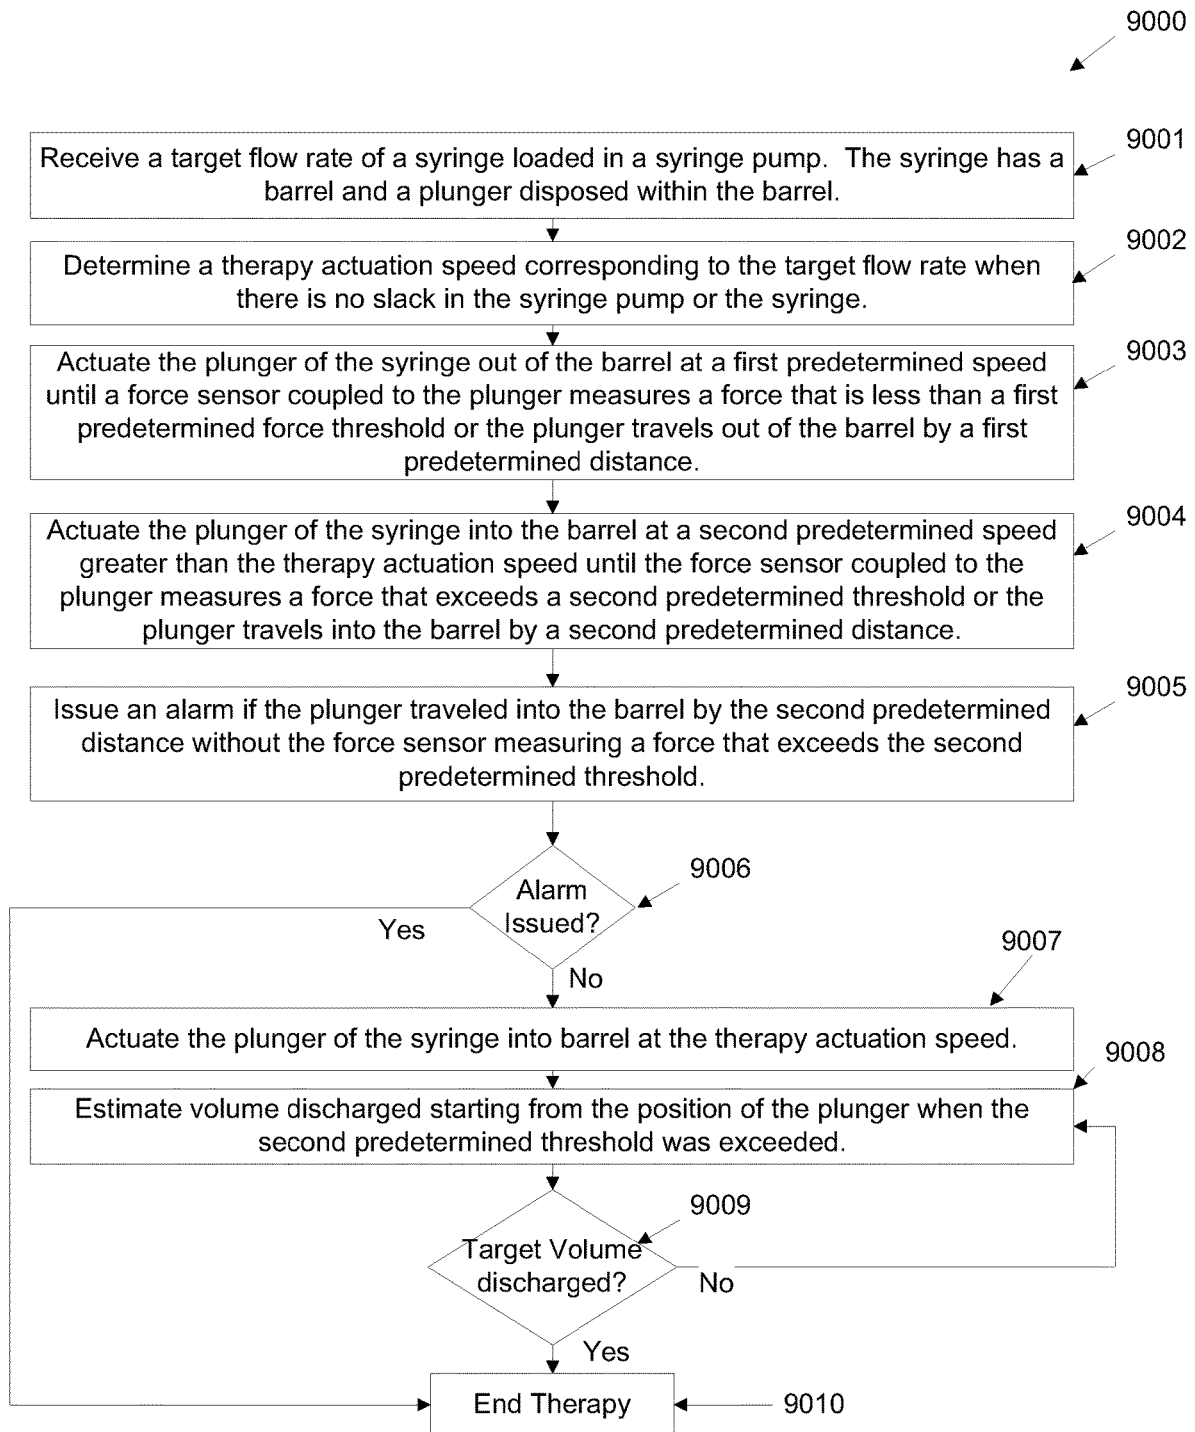 9000
Receive a target flow rate of a syringe loaded in a syringe pump.  The syringe has a
barrel and a plunger disposed within the barrel.
9001
Determine a therapy actuation speed corresponding to the target flow rate when
there is no slack in the syringe pump or the syringe.
9002
Actuate the plunger of the syringe out of the barrel at a first predetermined speed
until a force sensor coupled to the plunger measures a force that is less than a first
predetermined force threshold or the plunger travels out of the barrel by a first
predetermined distance.
9003
Actuate the plunger of the syringe into the barrel at a second predetermined speed
greater than the therapy actuation speed until the force sensor coupled to the
plunger measures a force that exceeds a second predetermined threshold or the
plunger travels into the barrel by a second predetermined distance.
9004
Issue an alarm if the plunger traveled into the barrel by the second predetermined
distance without the force sensor measuring a force that exceeds the second
predetermined threshold.
9005
Alarm
Issued?
9006
Yes
No
9007
Actuate the plunger of the syringe into barrel at the therapy actuation speed.
9008
Estimate volume discharged starting from the position of the plunger when the
second predetermined threshold was exceeded.
9009
Target Volume
discharged?
No
Yes
End Therapy
9010